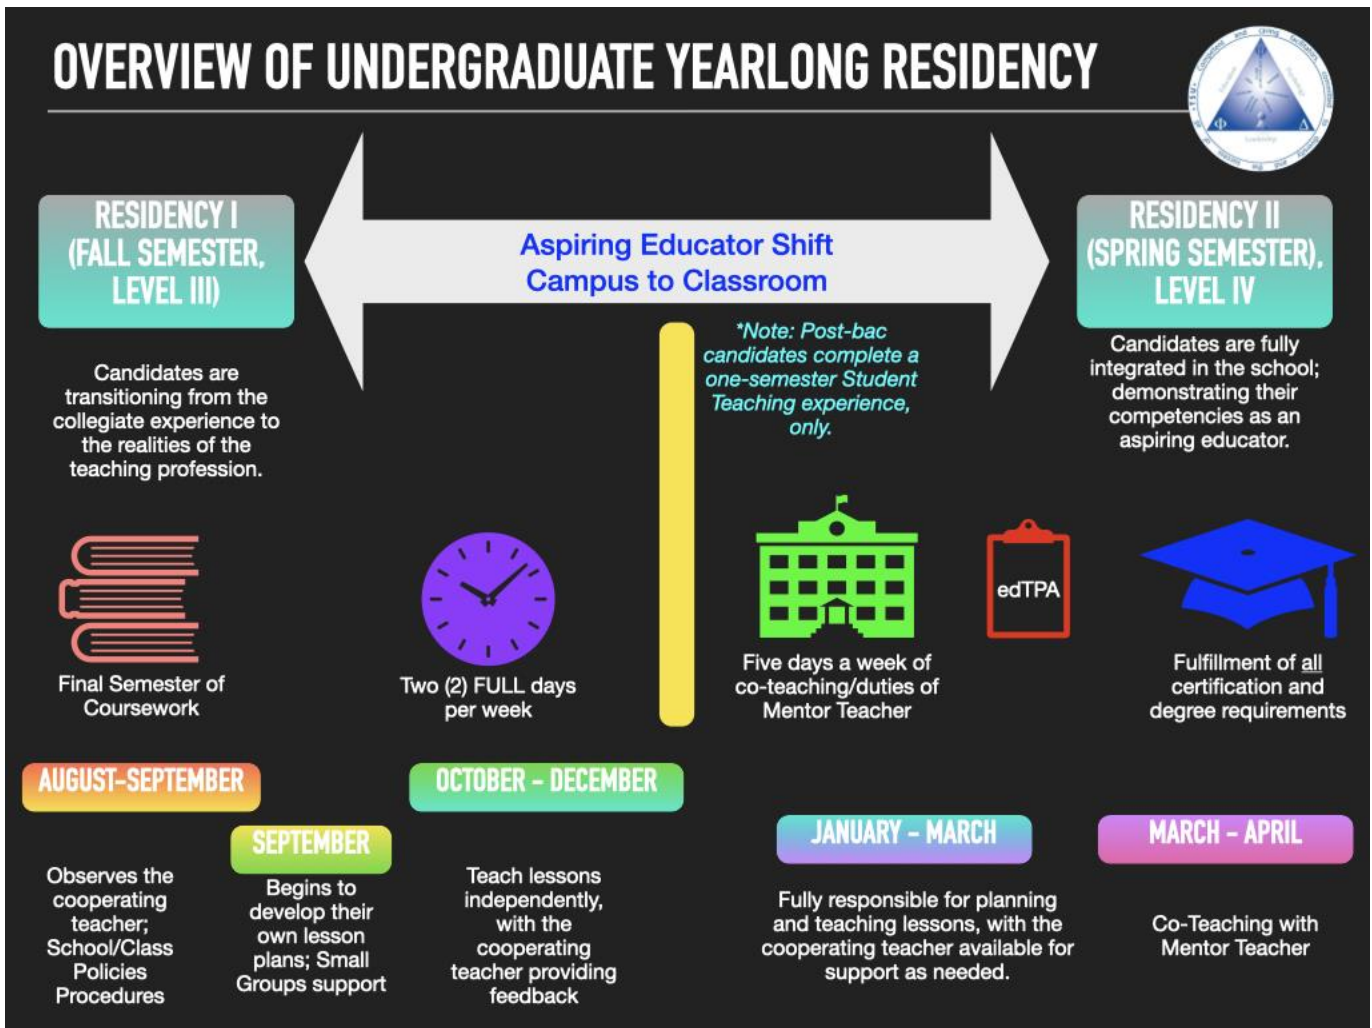 OVERVIEW OF UNDERGRADUATE YEARLONG RESIDENCY
RESIDENCY I
(FALL SEMESTER,
LEVEL III)
Aspiring Educator Shift
Campus to Classroom
RESIDENCY II
(SPRING SEMESTER),
LEVEL IV
Candidates are
transitioning from the
collegiate experience to
the realities of the
teaching profession.
*Note: Post-bac
candidates complete a
one-semester Student
Teaching experience,
only.
Candidates are fully
integrated in the school;
demonstrating their
competencies as an
aspiring educator.
Final Semester of
Coursework
Two (2) FULL days
per week
Five days a week of
co-teaching/duties of
Mentor Teacher
edTPA
Fulfillment of all
certification and
degree requirements
AUGUST-SEPTEMBER
Observes the
cooperating
teacher;
School/Class
Policies
Procedures
SEPTEMBER
Begins to
develop their
own lesson
plans; Small
Groups support
OCTOBER - DECEMBER
Teach lessons
independently,
with the
cooperating
teacher providing
feedback
JANUARY - MARCH
Fully responsible for planning
and teaching lessons, with the
cooperating teacher available for
support as needed.
MARCH - APRIL
Co-Teaching with
Mentor Teacher